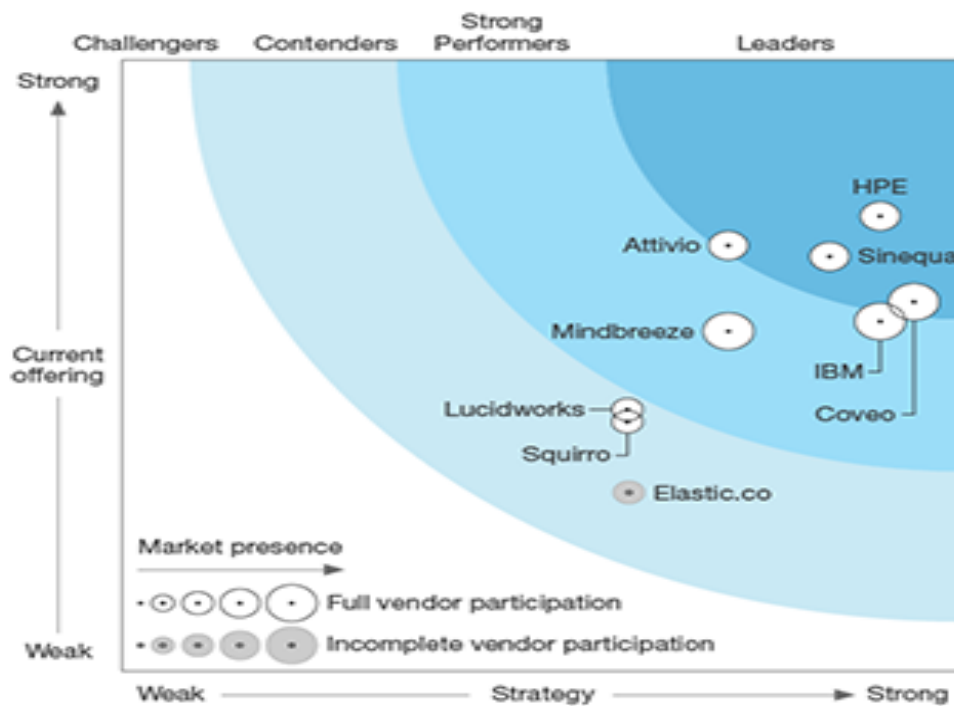 Strong
Challengers Contenders Performers Leaders
Strong
HPE
Attivio
Sinequa
Mindbreeze
Current
offering
IBM
Lucidworks
Coveo
Squirro
Elastic.co
Market presence
Full vendor participation
Incomplete vendor participation
Weak
Weak Strategy Strong